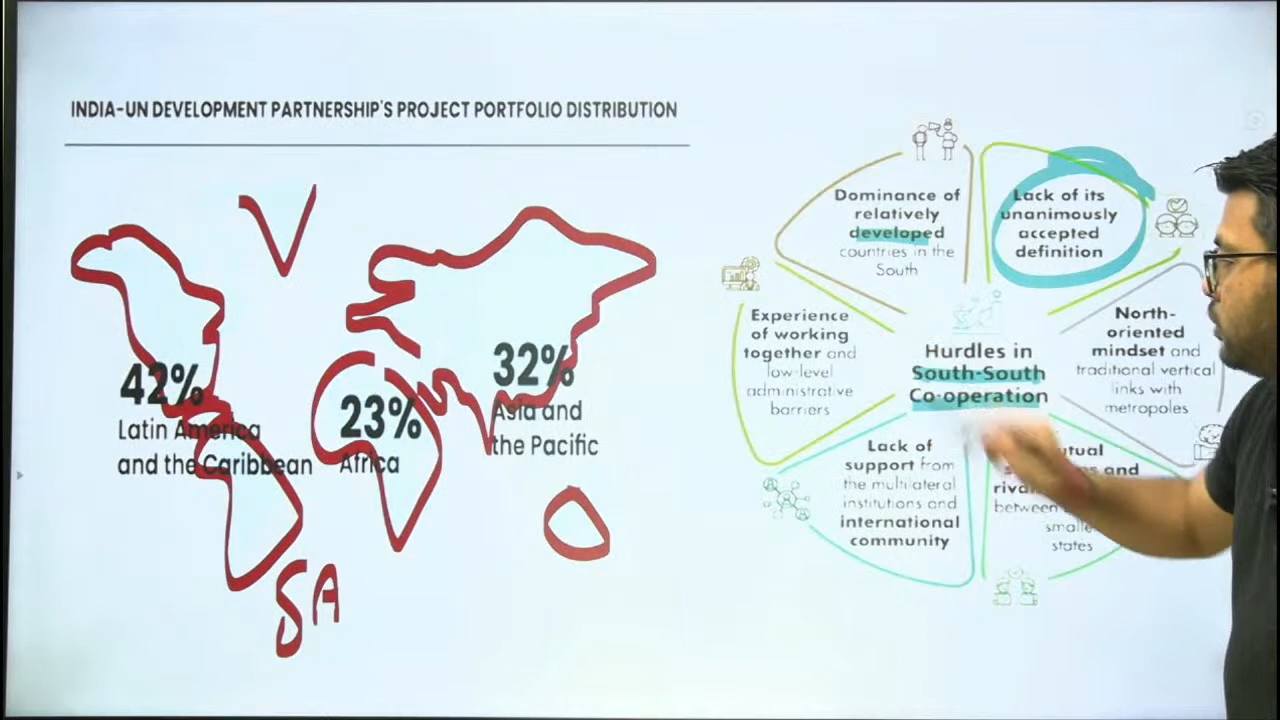 INDIA-UN DEVELOPMENT PARTNERSHIP'S PROJECT PORTFOLIO DISTRIBUTION
42%
Latin America
and the Caribbean
23%
Africa
32%
Asia and
the Pacific
SA
Dominance of
relatively
developed
countries in the
South
Lack of its
unanimously
accepted
definition
Experience
of working
together and
low-level
administrative
barriers
Hurdles in
South-South
Co-operation
North-
oriented
mindset and
traditional vertical
links with
metropoles
Lack of
support from
the multilateral
institutions and
international
community
and
between
states